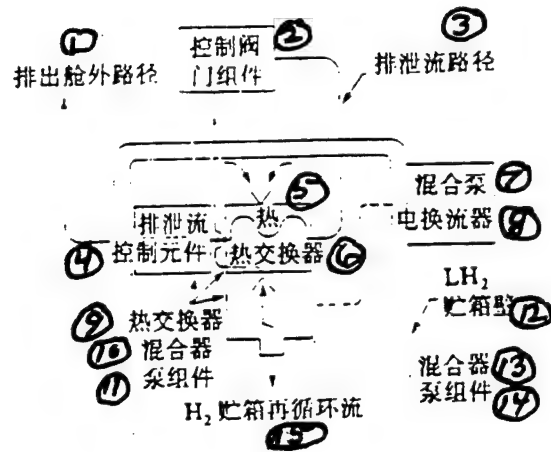 ① ② ③
排出舱外路径 控制阀 排泄流路径
门组件
⑤
混合泵 ⑦
排泄流 热 电换流器 ⑧
④ 控制元件 热交换器 ⑥
LH₂
贮箱壁 ⑫
⑨ 热交换器
⑩ 混合器 混合器 ⑬
⑪ 泵组件 泵组件 ⑭
H₂ 贮箱再循环流
⑮